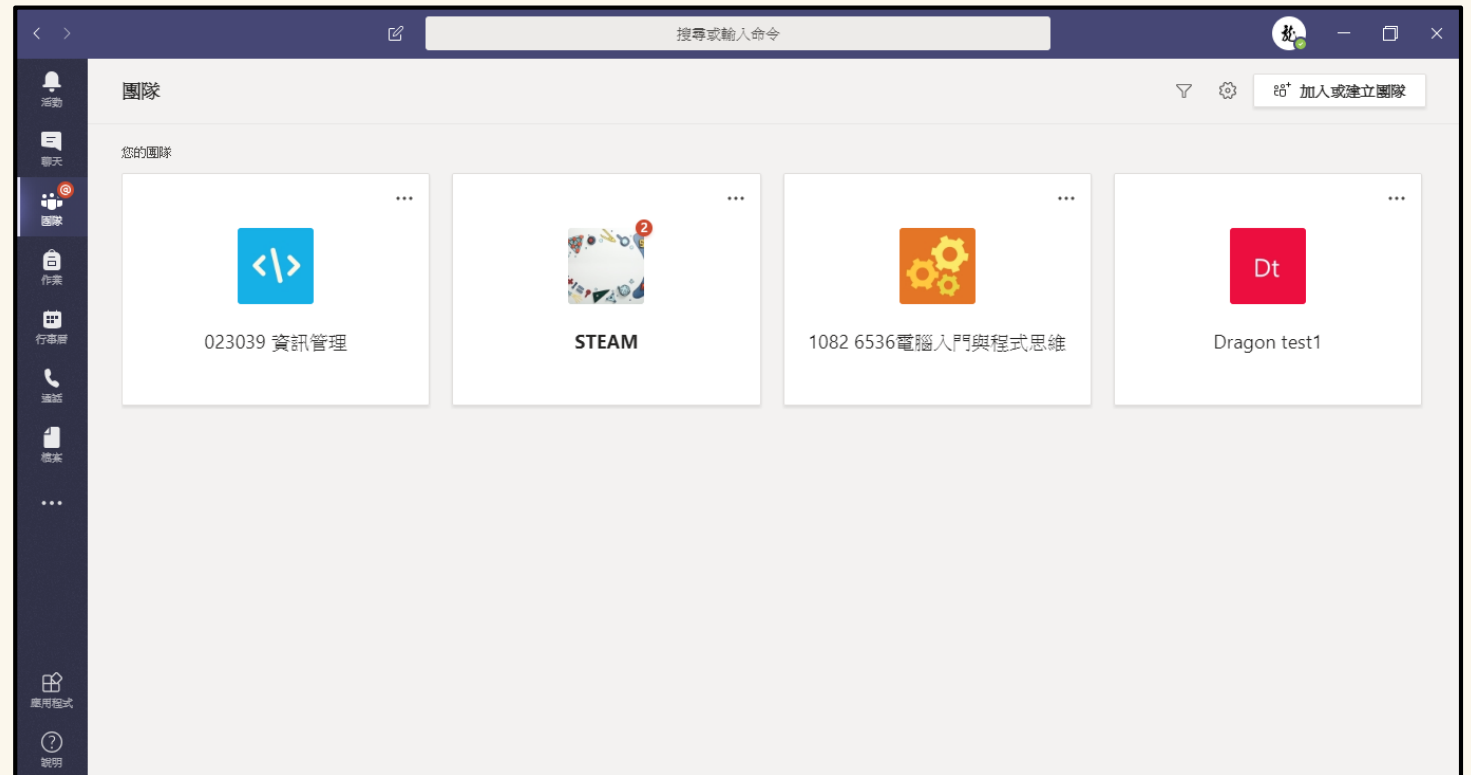 搜尋或輸入命令
龍
活動
團隊
加入或建立團隊
聊天
您的團隊
@
團隊
2
</>
Dt
作業
023039 資訊管理
STEAM
1082 6536電腦入門與程式思維
Dragon test1
行事曆
通話
檔案
應用程式
說明